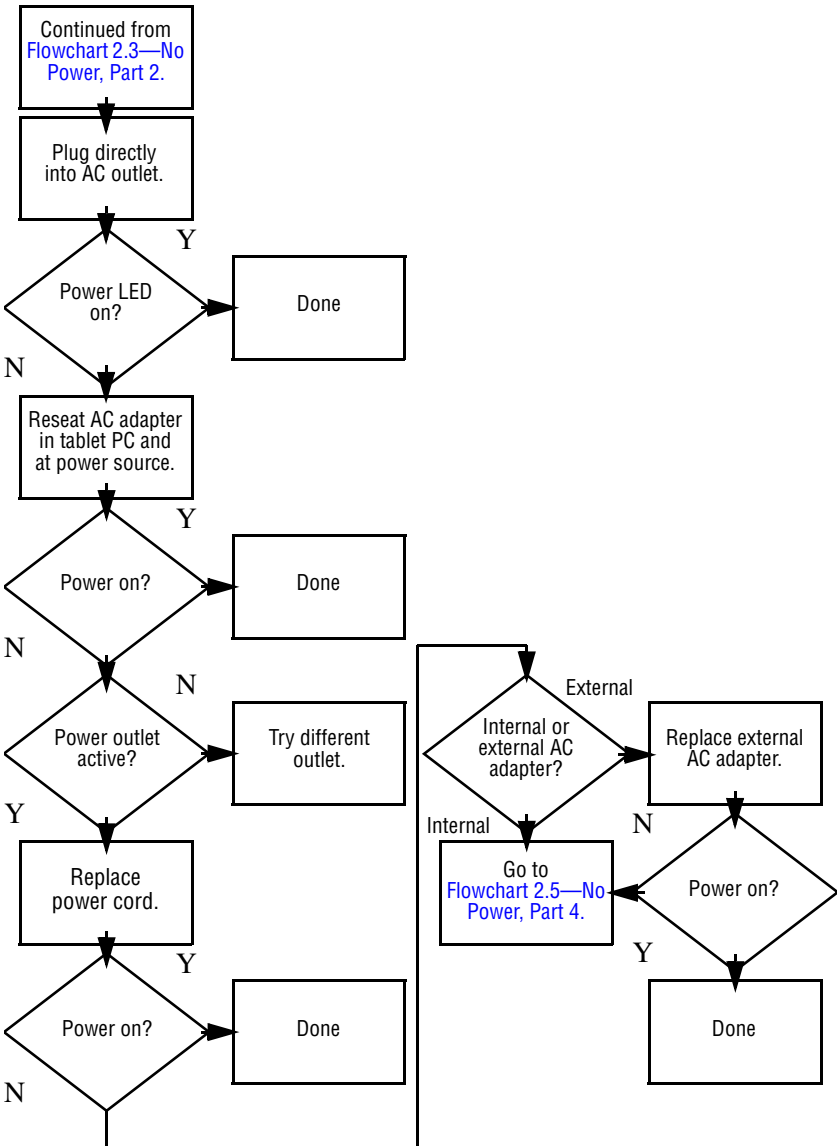 Continued from
Flowchart 2.3—No
Power, Part 2.
Plug directly
into AC outlet.
Y
Power LED
on?
Done
N
Reseat AC adapter
in tablet PC and
at power source.
Y
Power on?
Done
N
N
Power outlet
active?
Try different
outlet.
Y
Replace
power cord.
Y
Power on?
Done
N
External
Internal or
external AC
adapter?
Replace external
AC adapter.
Internal
N
Go to
Flowchart 2.5—No
Power, Part 4.
Power on?
Y
Done